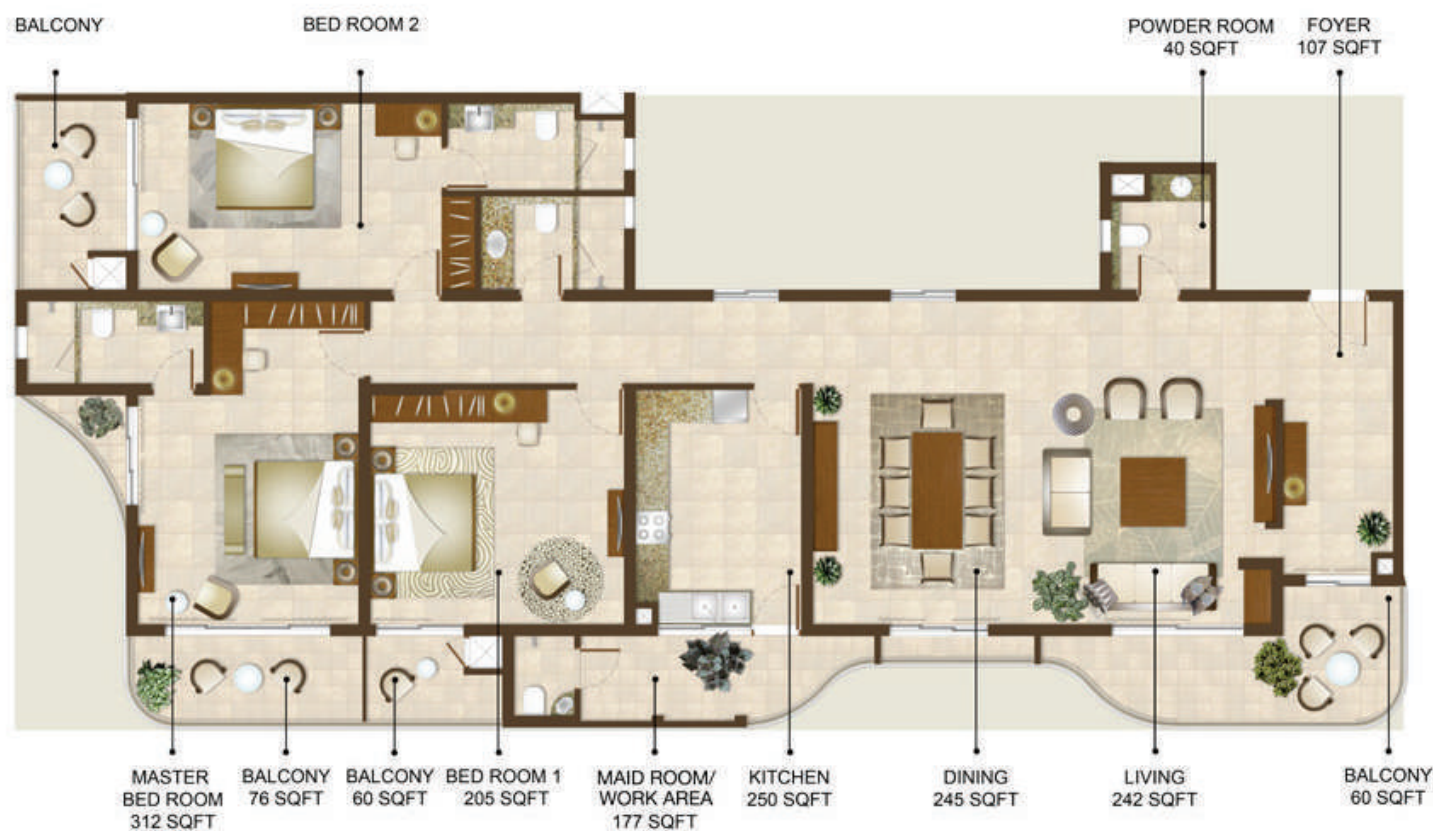 BALCONY
BED ROOM 2
POWDER ROOM
40 SQFT
FOYER
107 SQFT
MASTER
BED ROOM
312 SQFT
BALCONY
76 SQFT
BALCONY
60 SQFT
BED ROOM 1
205 SQFT
MAID ROOM/
WORK AREA
177 SQFT
KITCHEN
250 SQFT
DINING
245 SQFT
LIVING
242 SQFT
BALCONY
60 SQFT